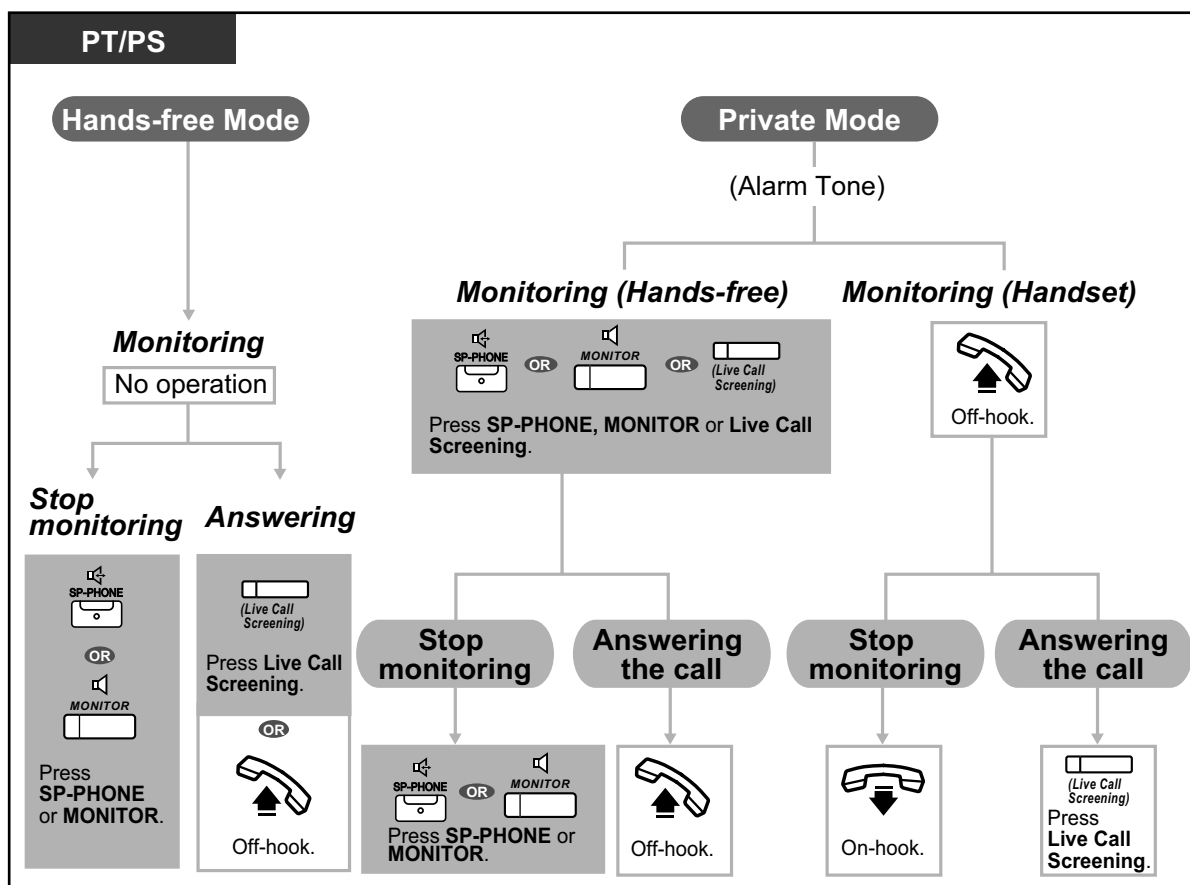 PT/PS
Hands-free Mode
Monitoring
No operation
Stop
monitoring
SP-PHONE
OR
MONITOR
Press
SP-PHONE
or MONITOR.
Answering
(Live Call
Screening)
Press Live Call
Screening.
OR
Off-hook.
Private Mode
(Alarm Tone)
Monitoring (Hands-free)
SP-PHONE
OR
MONITOR
OR
(Live Call
Screening)
Press SP-PHONE, MONITOR or Live Call
Screening.
Stop
monitoring
SP-PHONE
OR
MONITOR
Press SP-PHONE or
MONITOR.
Answering
the call
Off-hook.
Monitoring (Handset)
Off-hook.
Stop
monitoring
On-hook.
Answering
the call
(Live Call
Screening)
Press
Live Call
Screening.